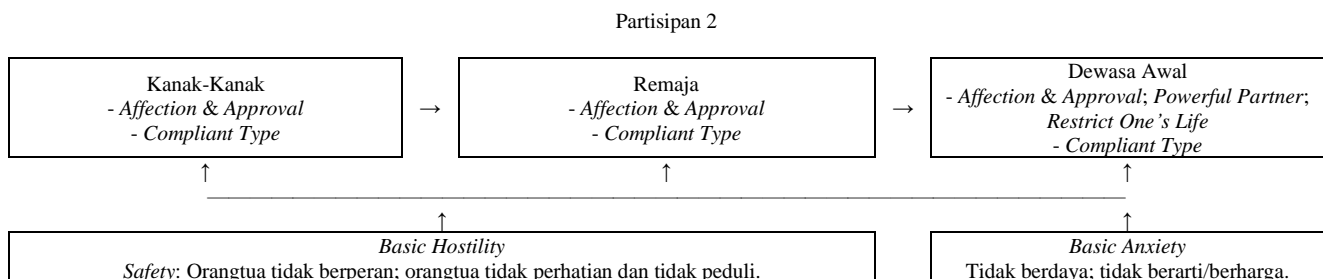 Partisipan 2
Kanak-Kanak
- Affection & Approval
- Compliant Type
→
Remaja
- Affection & Approval
- Compliant Type
→
Dewasa Awal
- Affection & Approval; Powerful Partner;
Restrict One's Life
- Compliant Type
↑ ↑ ↑
↑ ↑
Basic Hostility
Safety: Orangtua tidak berperan; orangtua tidak perhatian dan tidak peduli.
Basic Anxiety
Tidak berdaya; tidak berarti/berharga.